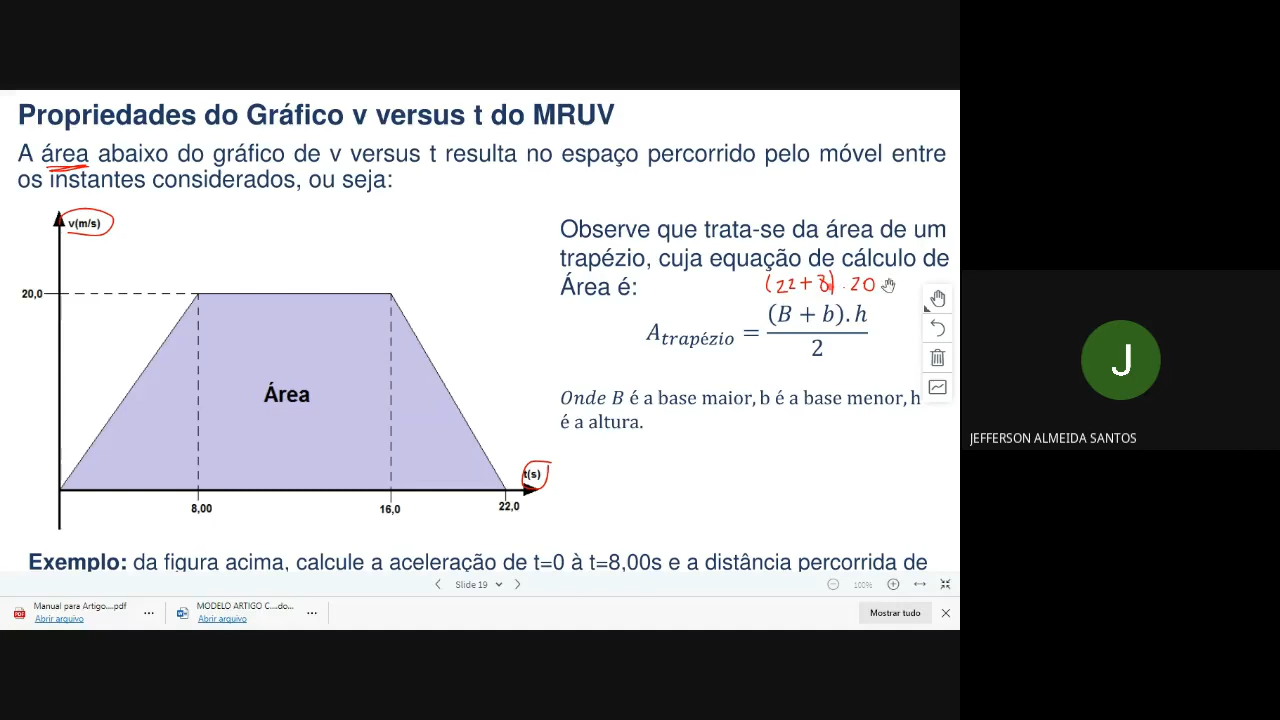 Propriedades do Gráfico v versus t do MRUV
A área abaixo do gráfico de v versus t resulta no espaço percorrido pelo móvel entre
os instantes considerados, ou seja:
v(m/s)
20,0
Área
t(s)
8,00
16,0
22,0
Observe que trata-se da área de um
trapézio, cuja equação de cálculo de
Área é:
(22+8) . 20
A_trapézio = (B + b). h / 2
Onde B é a base maior, b é a base menor, h
é a altura.
Exemplo: da figura acima, calcule a aceleração de t=0 à t=8,00s e a distância percorrida de
Slide 19
100%
Manual para Artigo....pdf
Abrir arquivo
MODELO ARTIGO C....do...
Abrir arquivo
Mostrar tudo
J
JEFFERSON ALMEIDA SANTOS